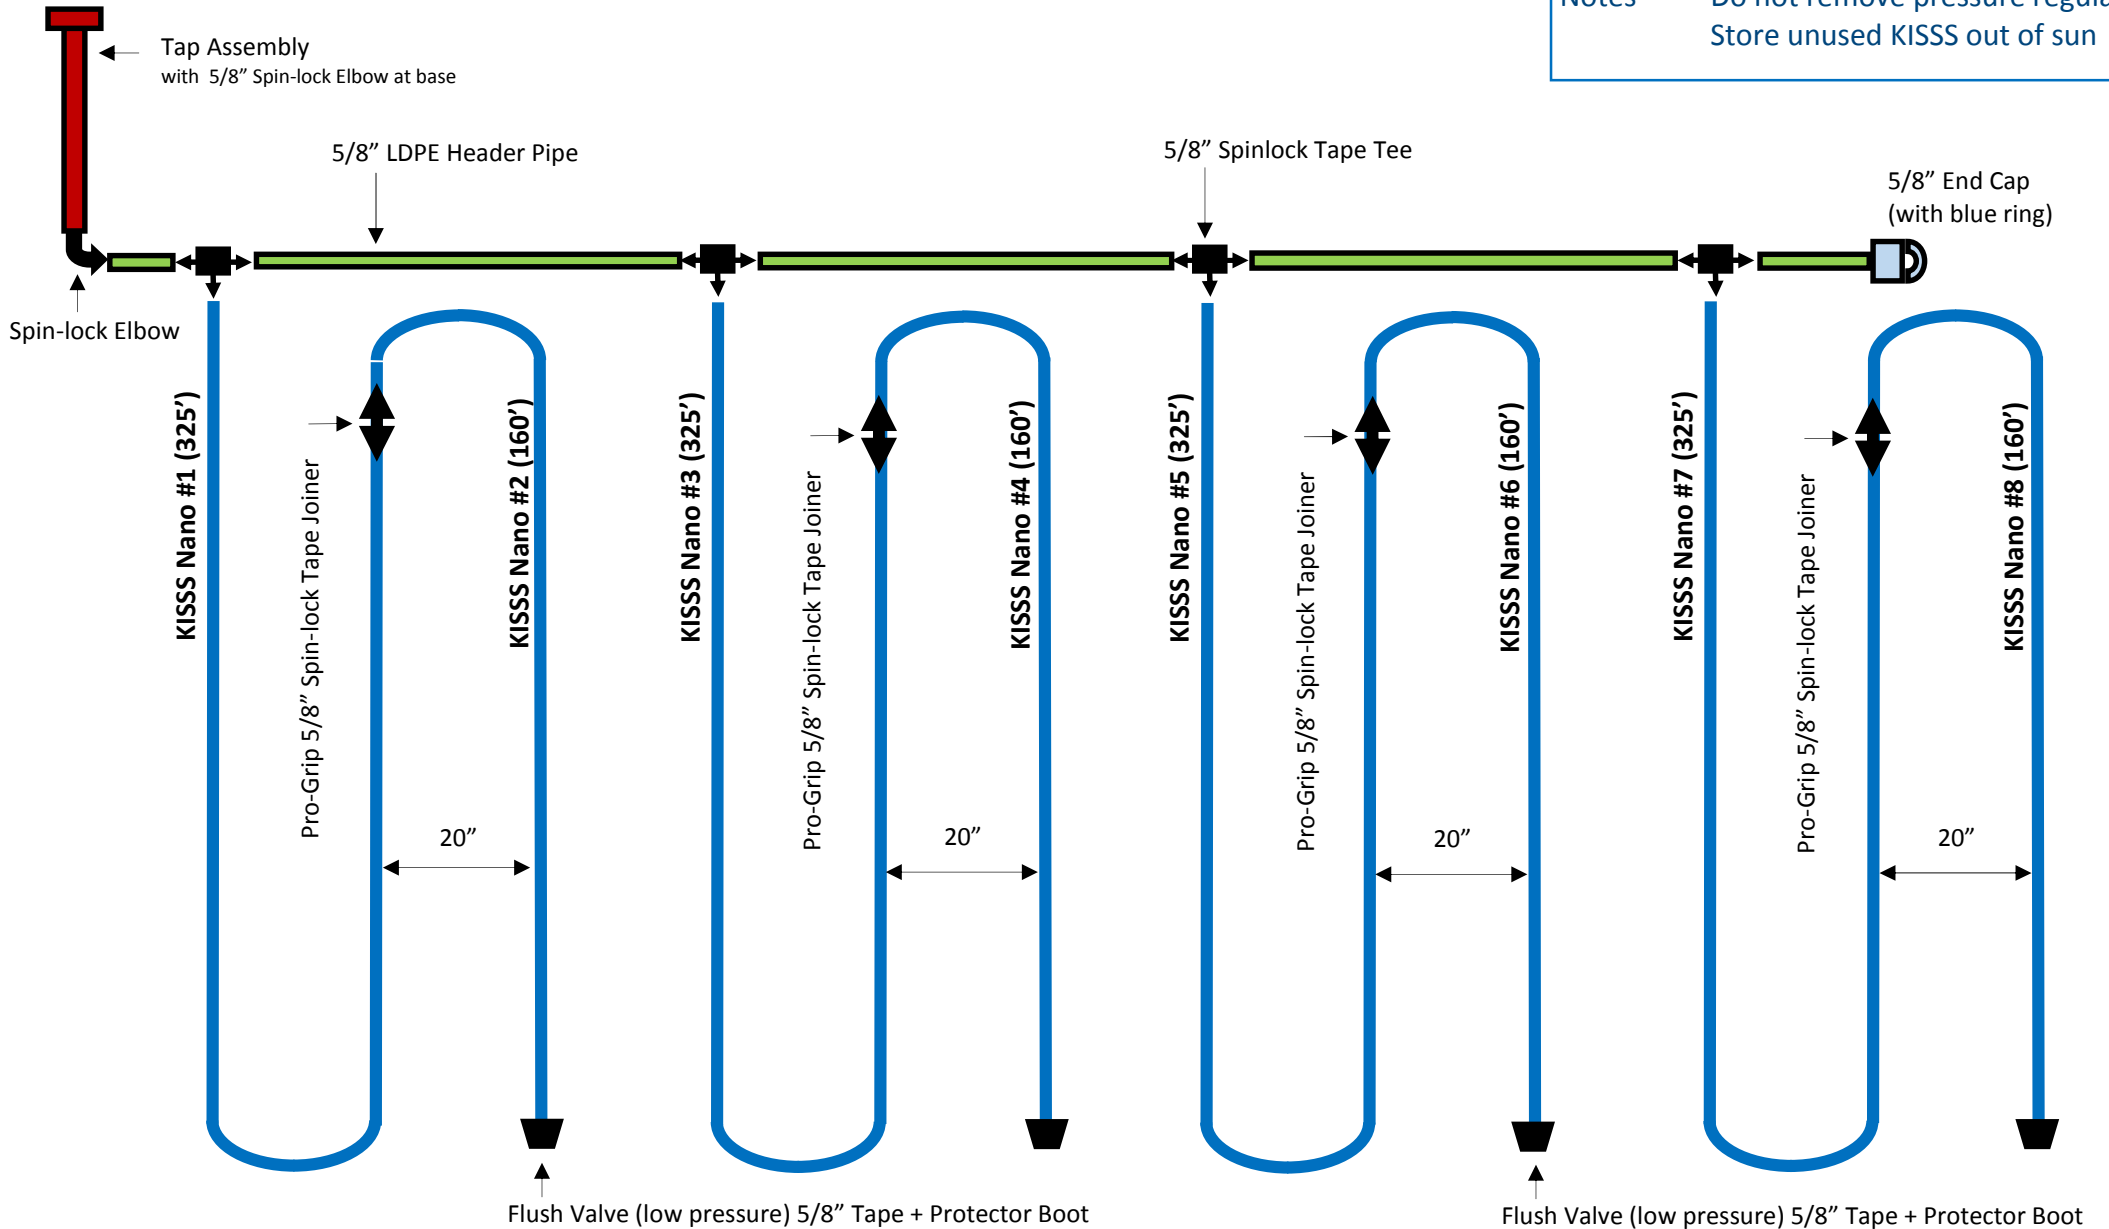 Notes Do not remove pressure
Store unused KISSS out of sun
Tap Assembly
with 5/8” Spin-lock Elbow at base
5/8” LDPE Header Pipe
5/8” Spinlock Tape Tee
5/8” End Cap
(with blue ring)
Spin-lock Elbow
KISSS Nano #1 (325’)
Pro-Grip 5/8” Spin-lock Tape Joiner
KISSS Nano #2 (160’)
KISSS Nano #3 (325’)
Pro-Grip 5/8” Spin-lock Tape Joiner
KISSS Nano #4 (160’)
KISSS Nano #5 (325’)
Pro-Grip 5/8” Spin-lock Tape Joiner
KISSS Nano #6 (160’)
KISSS Nano #7 (325’)
Pro-Grip 5/8” Spin-lock Tape Joiner
KISSS Nano #8 (160’)
20”
20”
20”
20”
Flush Valve (low pressure) 5/8” Tape + Protector Boot
Flush Valve (low pressure) 5/8” Tape + Protector Boot